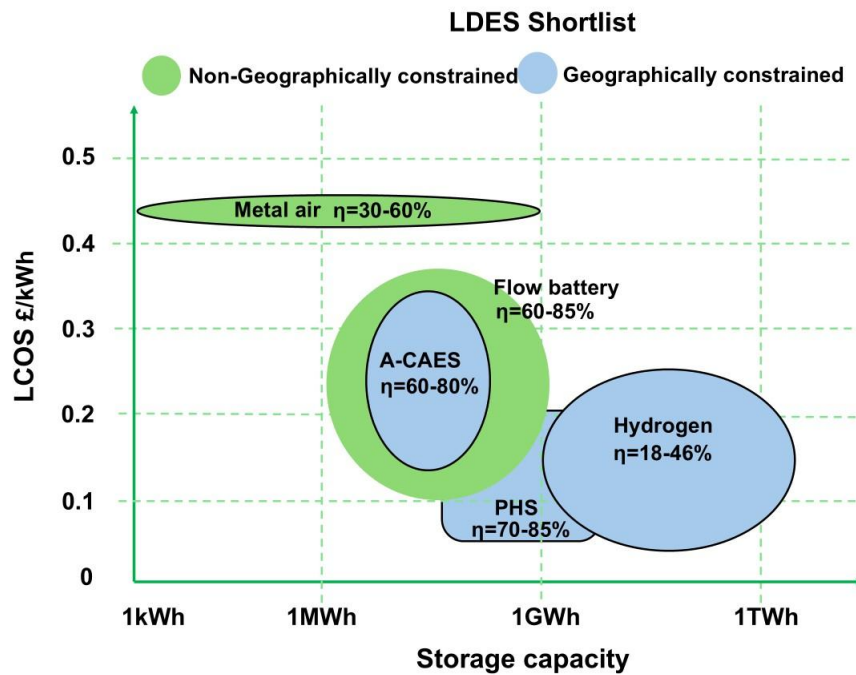 LDES Shortlist
Non-Geographically constrained
Geographically constrained
LCOS £/kWh
0.5
0.4
0.3
0.2
0.1
0
Metal air η=30-60%
Flow battery
η=60-85%
A-CAES
η=60-80%
Hydrogen
η=18-46%
PHS
η=70-85%
1kWh
1MWh
1GWh
1TWh
Storage capacity